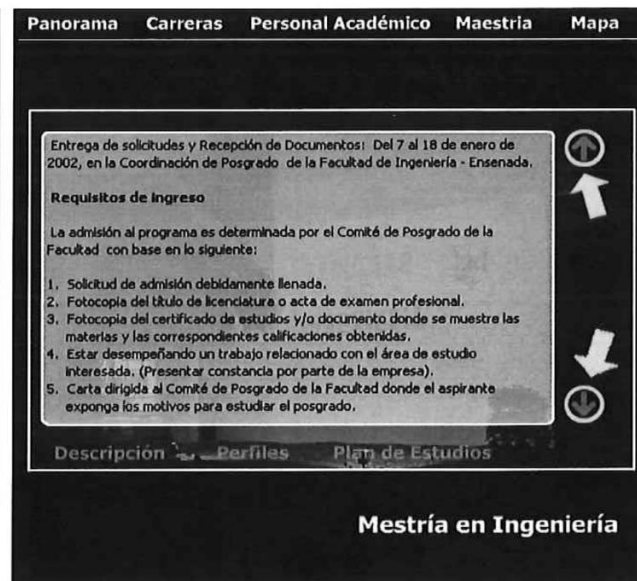 Panorama Carreras Personal Académico Maestria Mapa
Entrega de solicitudes y Recepción de Documentos: Del 7 al 18 de enero de
2002, en la Coordinación de Posgrado de la Facultad de Ingeniería - Ensenada.
Requisitos de ingreso
La admisión al programa es determinada por el Comité de Posgrado de la
Facultad con base en lo siguiente:
1. Solicitud de admisión debidamente llenada.
2. Fotocopia del título de licenciatura o acta de examen profesional.
3. Fotocopia del certificado de estudios y/o documento donde se muestre las
materias y las correspondientes calificaciones obtenidas.
4. Estar desempeñando un trabajo relacionado con el área de estudio
interesada. (Presentar constancia por parte de la empresa).
5. Carta dirigida al Comité de Posgrado de la Facultad donde el aspirante
exponga los motivos para estudiar el posgrado.
Descripción Perfiles Plan de Estudios
Mestría en Ingeniería